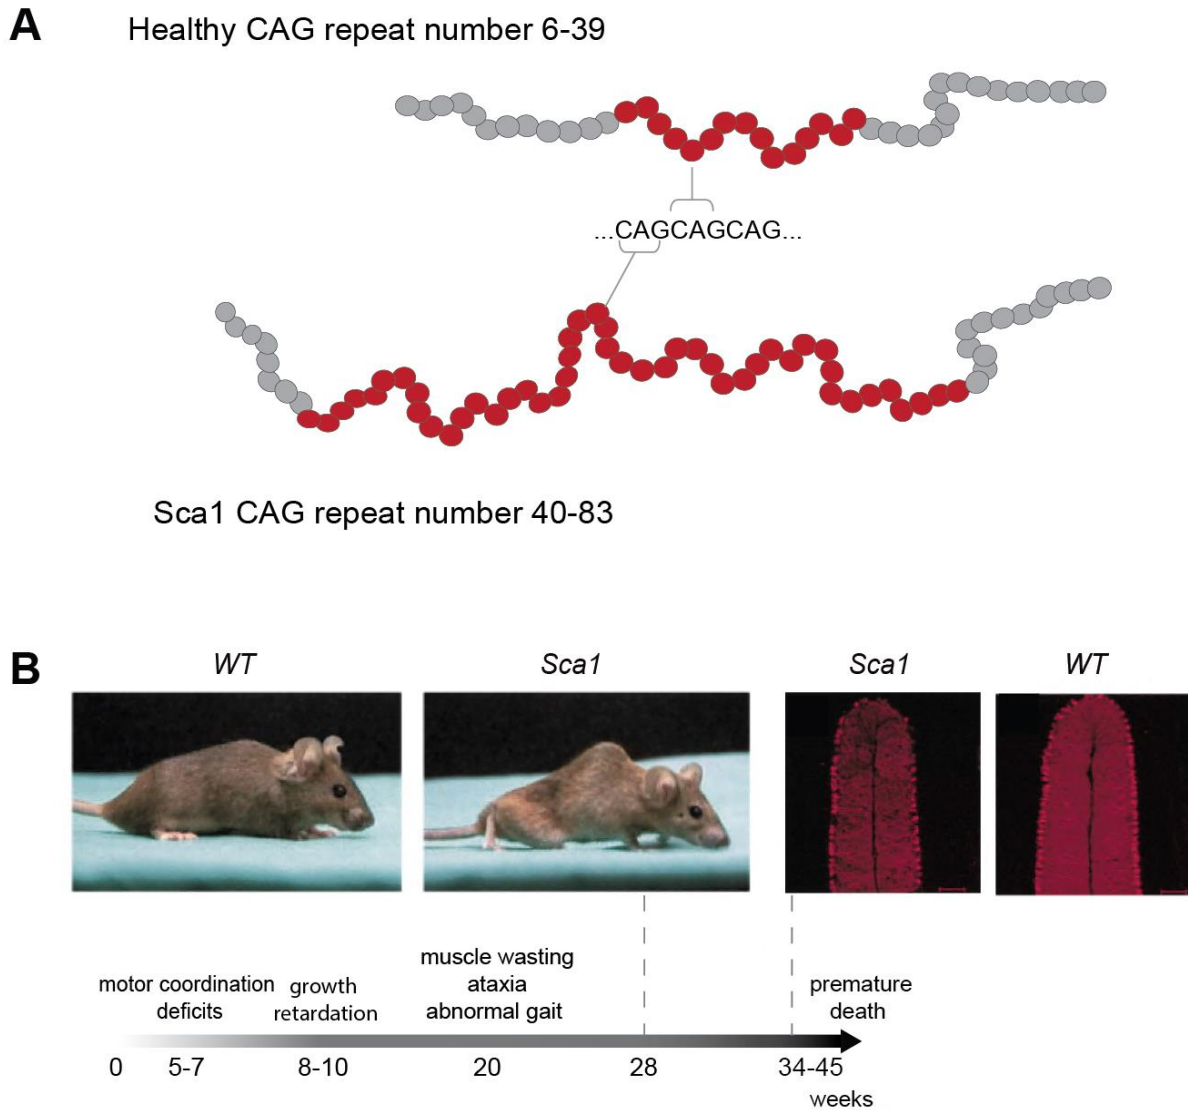 A
Healthy CAG repeat number 6-39
...CAGCAGCAG...
Sca1 CAG repeat number 40-83
B
WT
Sca1
Sca1
WT
motor coordination
deficits
growth
retardation
muscle wasting
ataxia
abnormal gait
premature
death
0
5-7
8-10
20
28
34-45
weeks